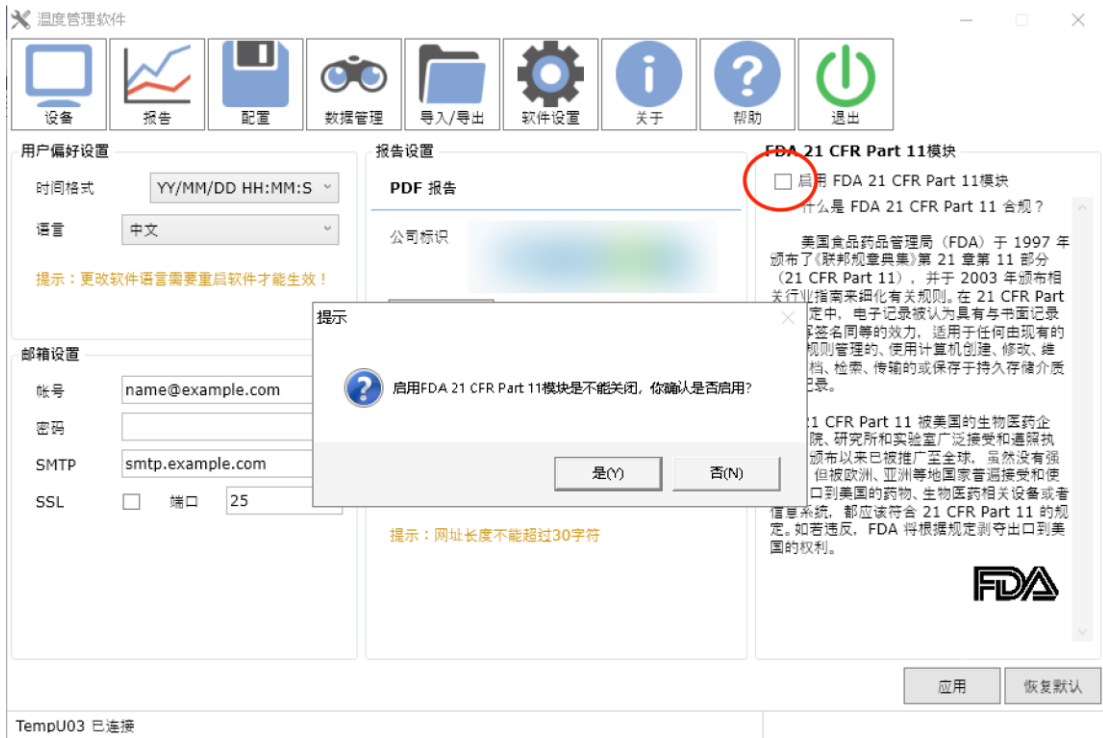 温度管理软件
设备 报告 配置 数据管理 导入/导出 软件设置 关于 帮助 退出
用户偏好设置
时间格式 YY/MM/DD HH:MM:S
语言 中文
提示：更改软件语言需要重启软件才能生效！
邮箱设置
帐号 name@example.com
密码
SMTP smtp.example.com
SSL 端口 25
报告设置
PDF 报告
公司标识
提示：网址长度不能超过30字符
提示
启用FDA 21 CFR Part 11模块是不能关闭，你确认是否启用?
是(Y) 否(N)
FDA 21 CFR Part 11模块
启用 FDA 21 CFR Part 11模块
什么是 FDA 21 CFR Part 11 合规？
美国食品药品管理局（FDA）于 1997 年
颁布了《联邦规章典集》第 21 章第 11 部分
（21 CFR Part 11），并于 2003 年颁布相
关行业指南来细化有关规则。在 21 CFR Part
定中，电子记录被认为具有与书面记录
签名同等的效力，适用于任何由现有的
规则管理的、使用计算机创建、修改、维
档、检索、传输的或保存于持久存储介质
记录。
21 CFR Part 11 被美国的生物医药企
院、研究所和实验室广泛接受和遵照执
颁布以来已被推广至全球，虽然没有强
但被欧洲、亚洲等地国家普遍接受和使
口到美国的药物、生物医药相关设备或者
信息系统，都应该符合 21 CFR Part 11 的规
定。如若违反，FDA 将根据规定剥夺出口到美
国的权利。
FDA
应用 恢复默认
TempU03 已连接